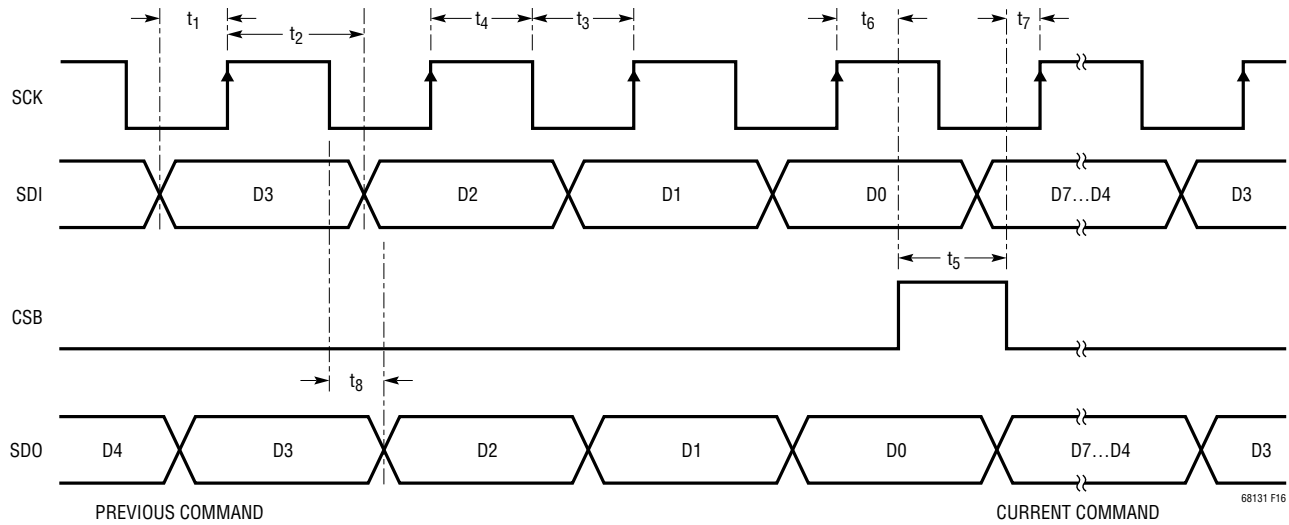 t1 t2 t4 t3 t6 t7
SCK
SDI D3 D2 D1 D0 D7...D4 D3
t5
CSB
t8
SDO D4 D3 D2 D1 D0 D7...D4 D3
68131 F16
PREVIOUS COMMAND CURRENT COMMAND